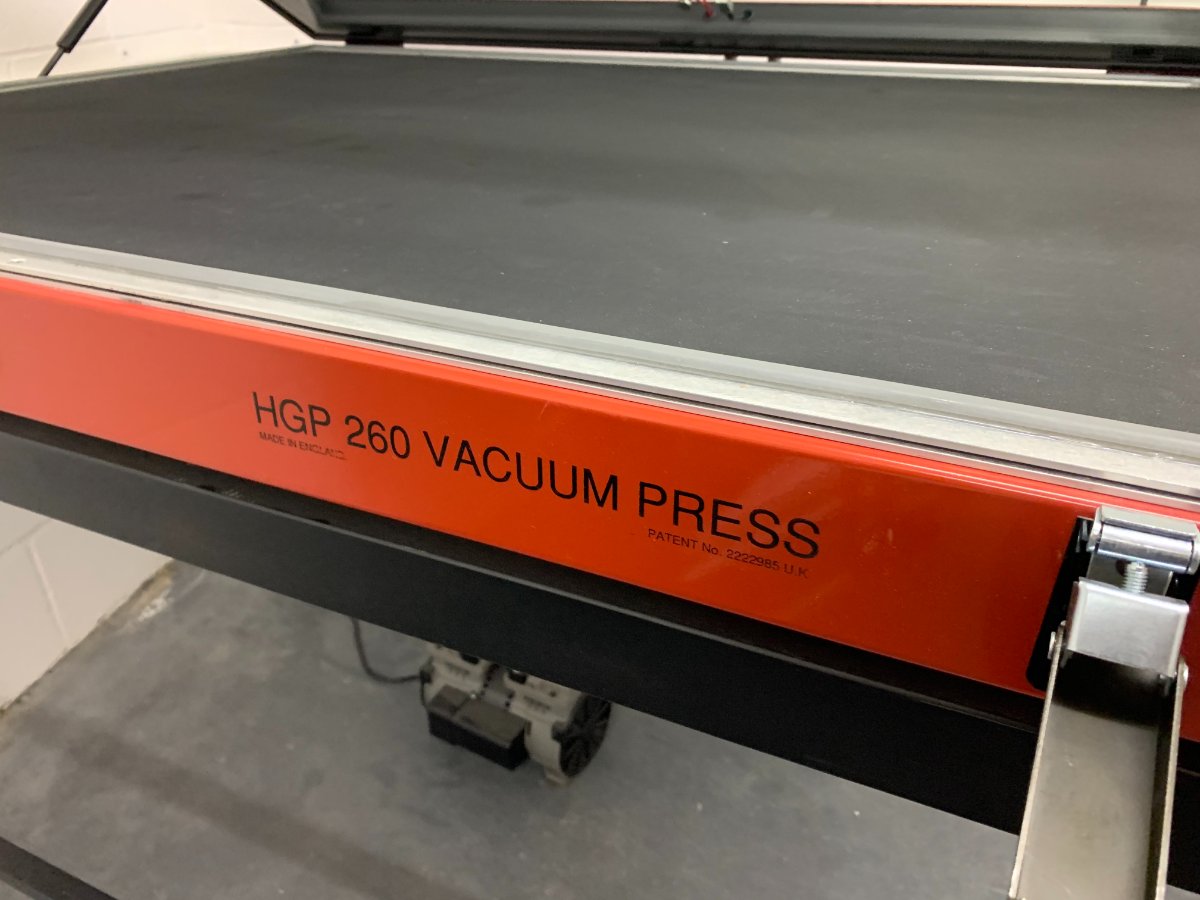 HGP 260 VACUUM PRESS
MADE IN ENGLAND.
PATENT No. 2222985 U.K